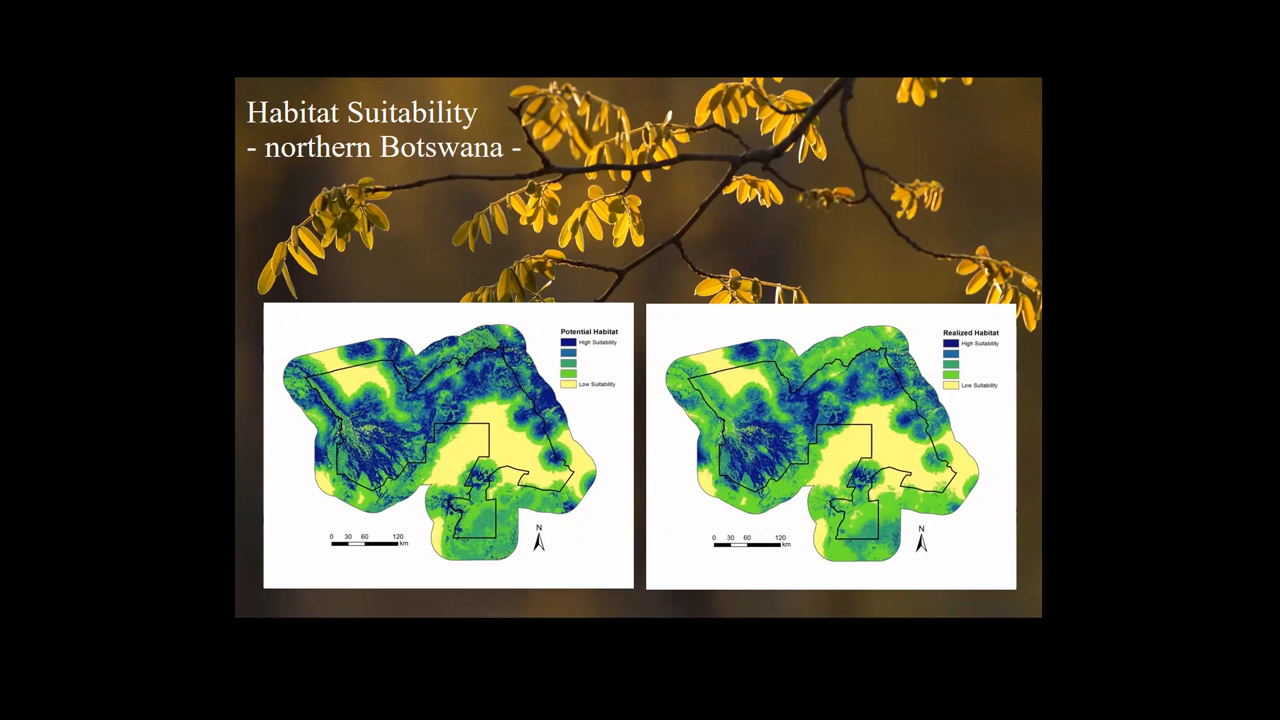 Habitat Suitability
- northern Botswana -
Potential Habitat
High Suitability
Low Suitability
0 30 60 120
km
N
Realized Habitat
High Suitability
Low Suitability
0 30 60 120
km
N